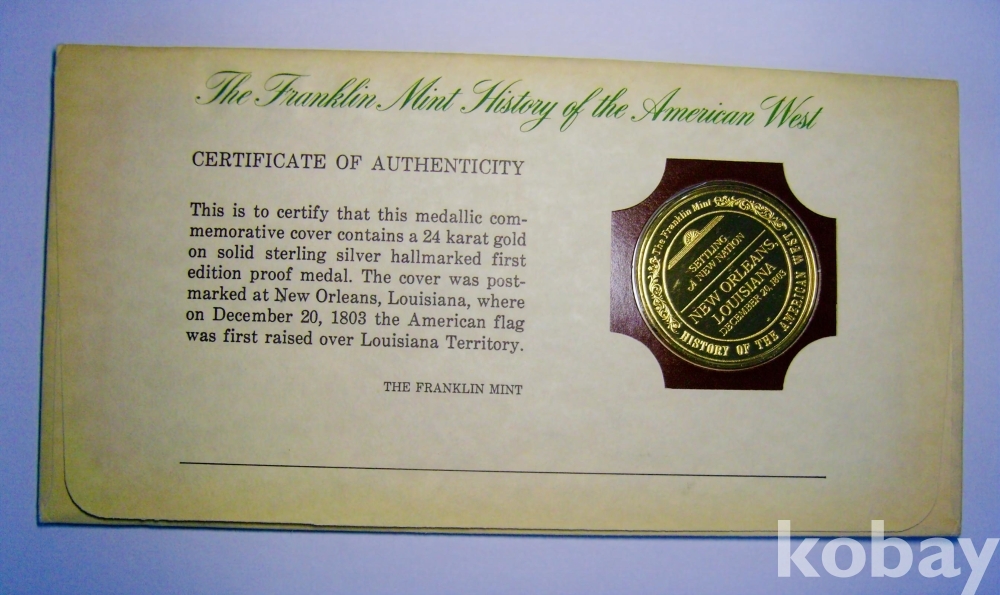 The Franklin Mint History of the American West
CERTIFICATE OF AUTHENTICITY
This is to certify that this medallic com-
memorative cover contains a 24 karat gold
on solid sterling silver hallmarked first
edition proof medal. The cover was post-
marked at New Orleans, Louisiana, where
on December 20, 1803 the American flag
was first raised over Louisiana Territory.
THE FRANKLIN MINT
The Franklin Mint
SETTLING
A NEW NATION
NEW ORLEANS,
LOUISIANA
DECEMBER 20, 1803
HISTORY OF THE AMERICAN WEST
kobay